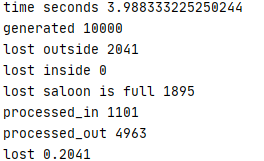 time seconds 3.988333225250244
generated 10000
lost outside 2041
lost inside 0
lost saloon is full 1895
processed_in 1101
processed_out 4963
lost 0.2041